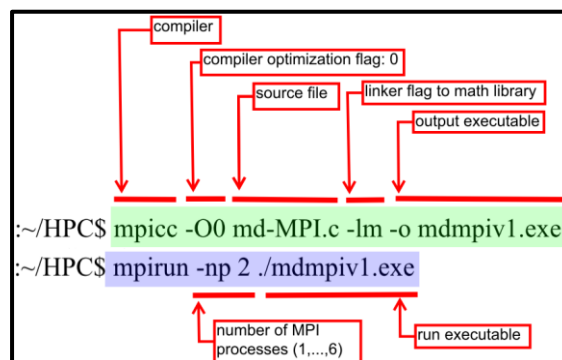 compiler
compiler optimization flag: 0
source file
linker flag to math library
output executable
:~/HPC$ mpicc -O0 md-MPI.c -lm -o mdmpiv1.exe
:~/HPC$ mpirun -np 2 ./mdmpiv1.exe
number of MPI
processes (1,...,6)
run executable